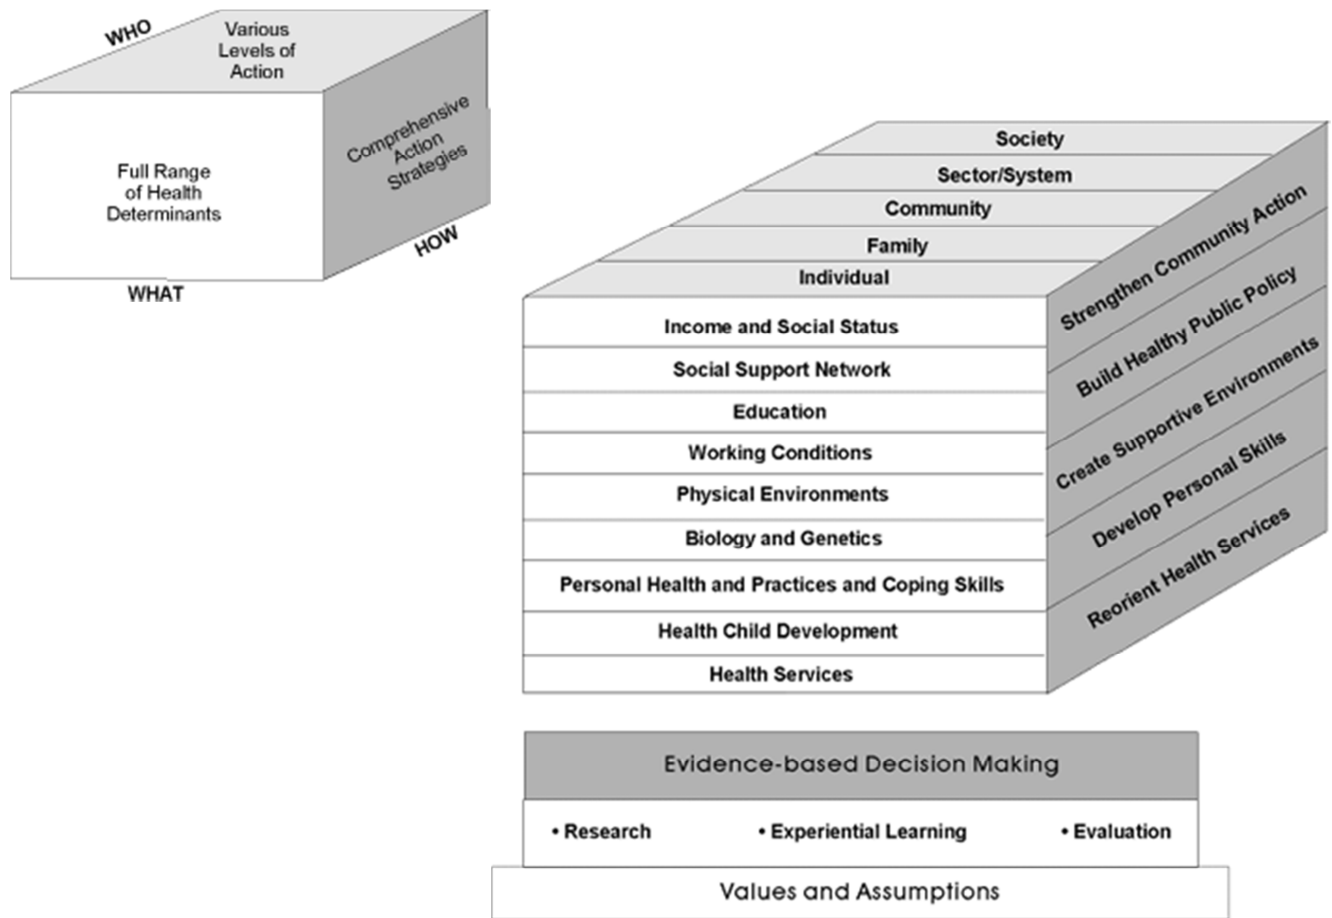 WHO
Various
Levels of
Action
Full Range
of Health
Determinants
Comprehensive
Action
Strategies
WHAT
HOW
Society
Sector/System
Community
Family
Individual
Income and Social Status
Social Support Network
Education
Working Conditions
Physical Environments
Biology and Genetics
Personal Health and Practices and Coping Skills
Health Child Development
Health Services
Strengthen Community Action
Build Healthy Public Policy
Create Supportive Environments
Develop Personal Skills
Reorient Health Services
Evidence-based Decision Making
• Research • Experiential Learning • Evaluation
Values and Assumptions